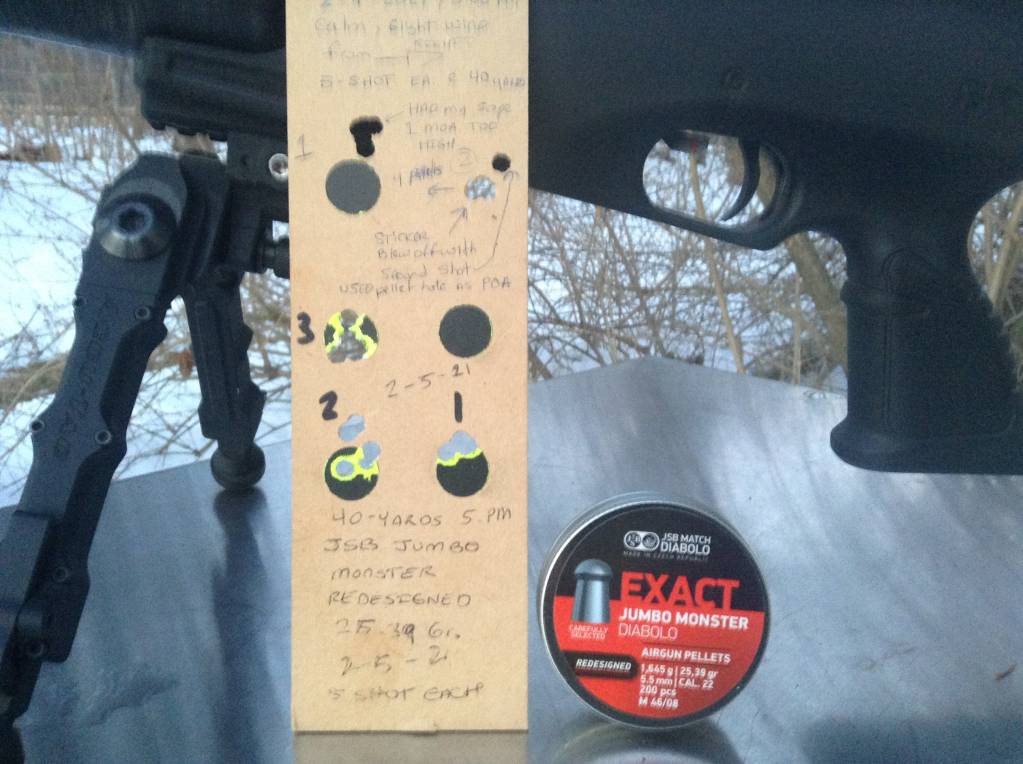 Calm, Right wind
from
5-SHOT EA. @ 40 YARDS
1
HAD my Scope
1 MOA TOO
HIGH
2
STICKER
Blew off with
Second Shot
USED pellet hole as POA
3
2-5-21
2
1
40-YARDS 5.PM
JSB JUMBO
MONSTER
REDESIGNED
25.39 Gr.
2-5-21
5 SHOT EACH
JSB MATCH
DIABOLO
MADE IN CZECH REPUBLIC
EXACT
JUMBO MONSTER
DIABOLO
CAREFULLY
SELECTED
AIRGUN PELLETS
REDESIGNED
1,645 g | 25,39 gr
5.5 mm | CAL. 22
200 pcs
M 46/08